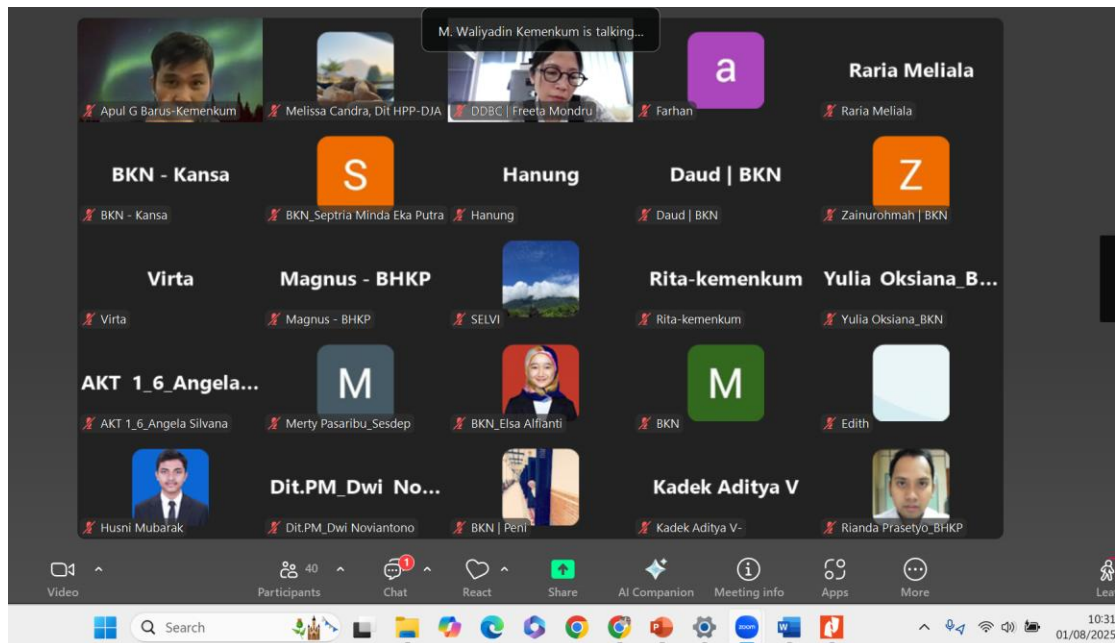 M. Waliyadin Kemenkum is talking...
Apul G Barus-Kemenkum
Melissa Candra, Dit HPP-DJA
DDBC | Freeta Mondru
a
Farhan
Raria Meliala
Raria Meliala
BKN - Kansa
BKN - Kansa
S
BKN_Septria Minda Eka Putra
Hanung
Hanung
Daud | BKN
Daud | BKN
Z
Zainurohmah | BKN
Virta
Virta
Magnus - BHKP
Magnus - BHKP
SELVI
Rita-kemenkum
Rita-kemenkum
Yulia Oksiana_B...
Yulia Oksiana_BKN
AKT 1_6_Angela...
AKT 1_6_Angela Silvana
M
Merty Pasaribu_Sesdep
BKN_Elsa Alfianti
M
BKN
Edith
Husni Mubarak
Dit.PM_Dwi No...
Dit.PM_Dwi Noviantono
BKN | Peni
Kadek Aditya V
Kadek Aditya V-
Rianda Prasetyo_BHKP
Video
40
Participants
1
Chat
React
Share
AI Companion
Meeting info
Apps
More
Lea
Search
zoom
10:31
01/08/202